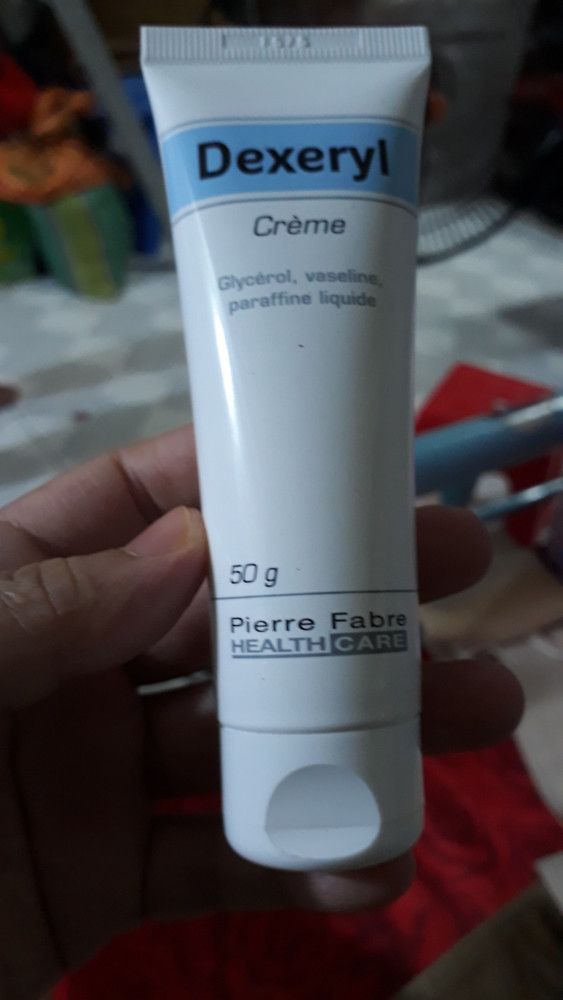 Dexeryl
Crème
Glycérol, vaseline,
paraffine liquide
50 g
Pierre Fabre
HEALTH CARE